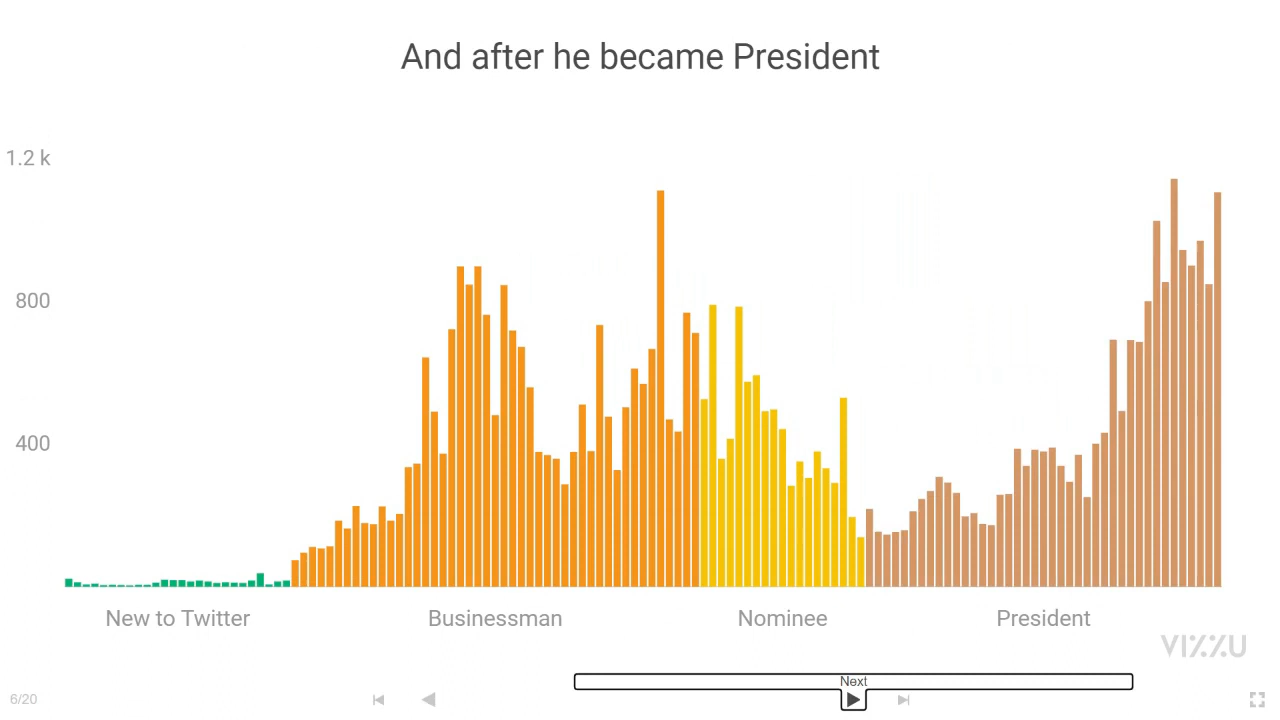 And after he became President
1.2 k
800
400
New to Twitter Businessman Nominee President
VIZZU
Next
6/20